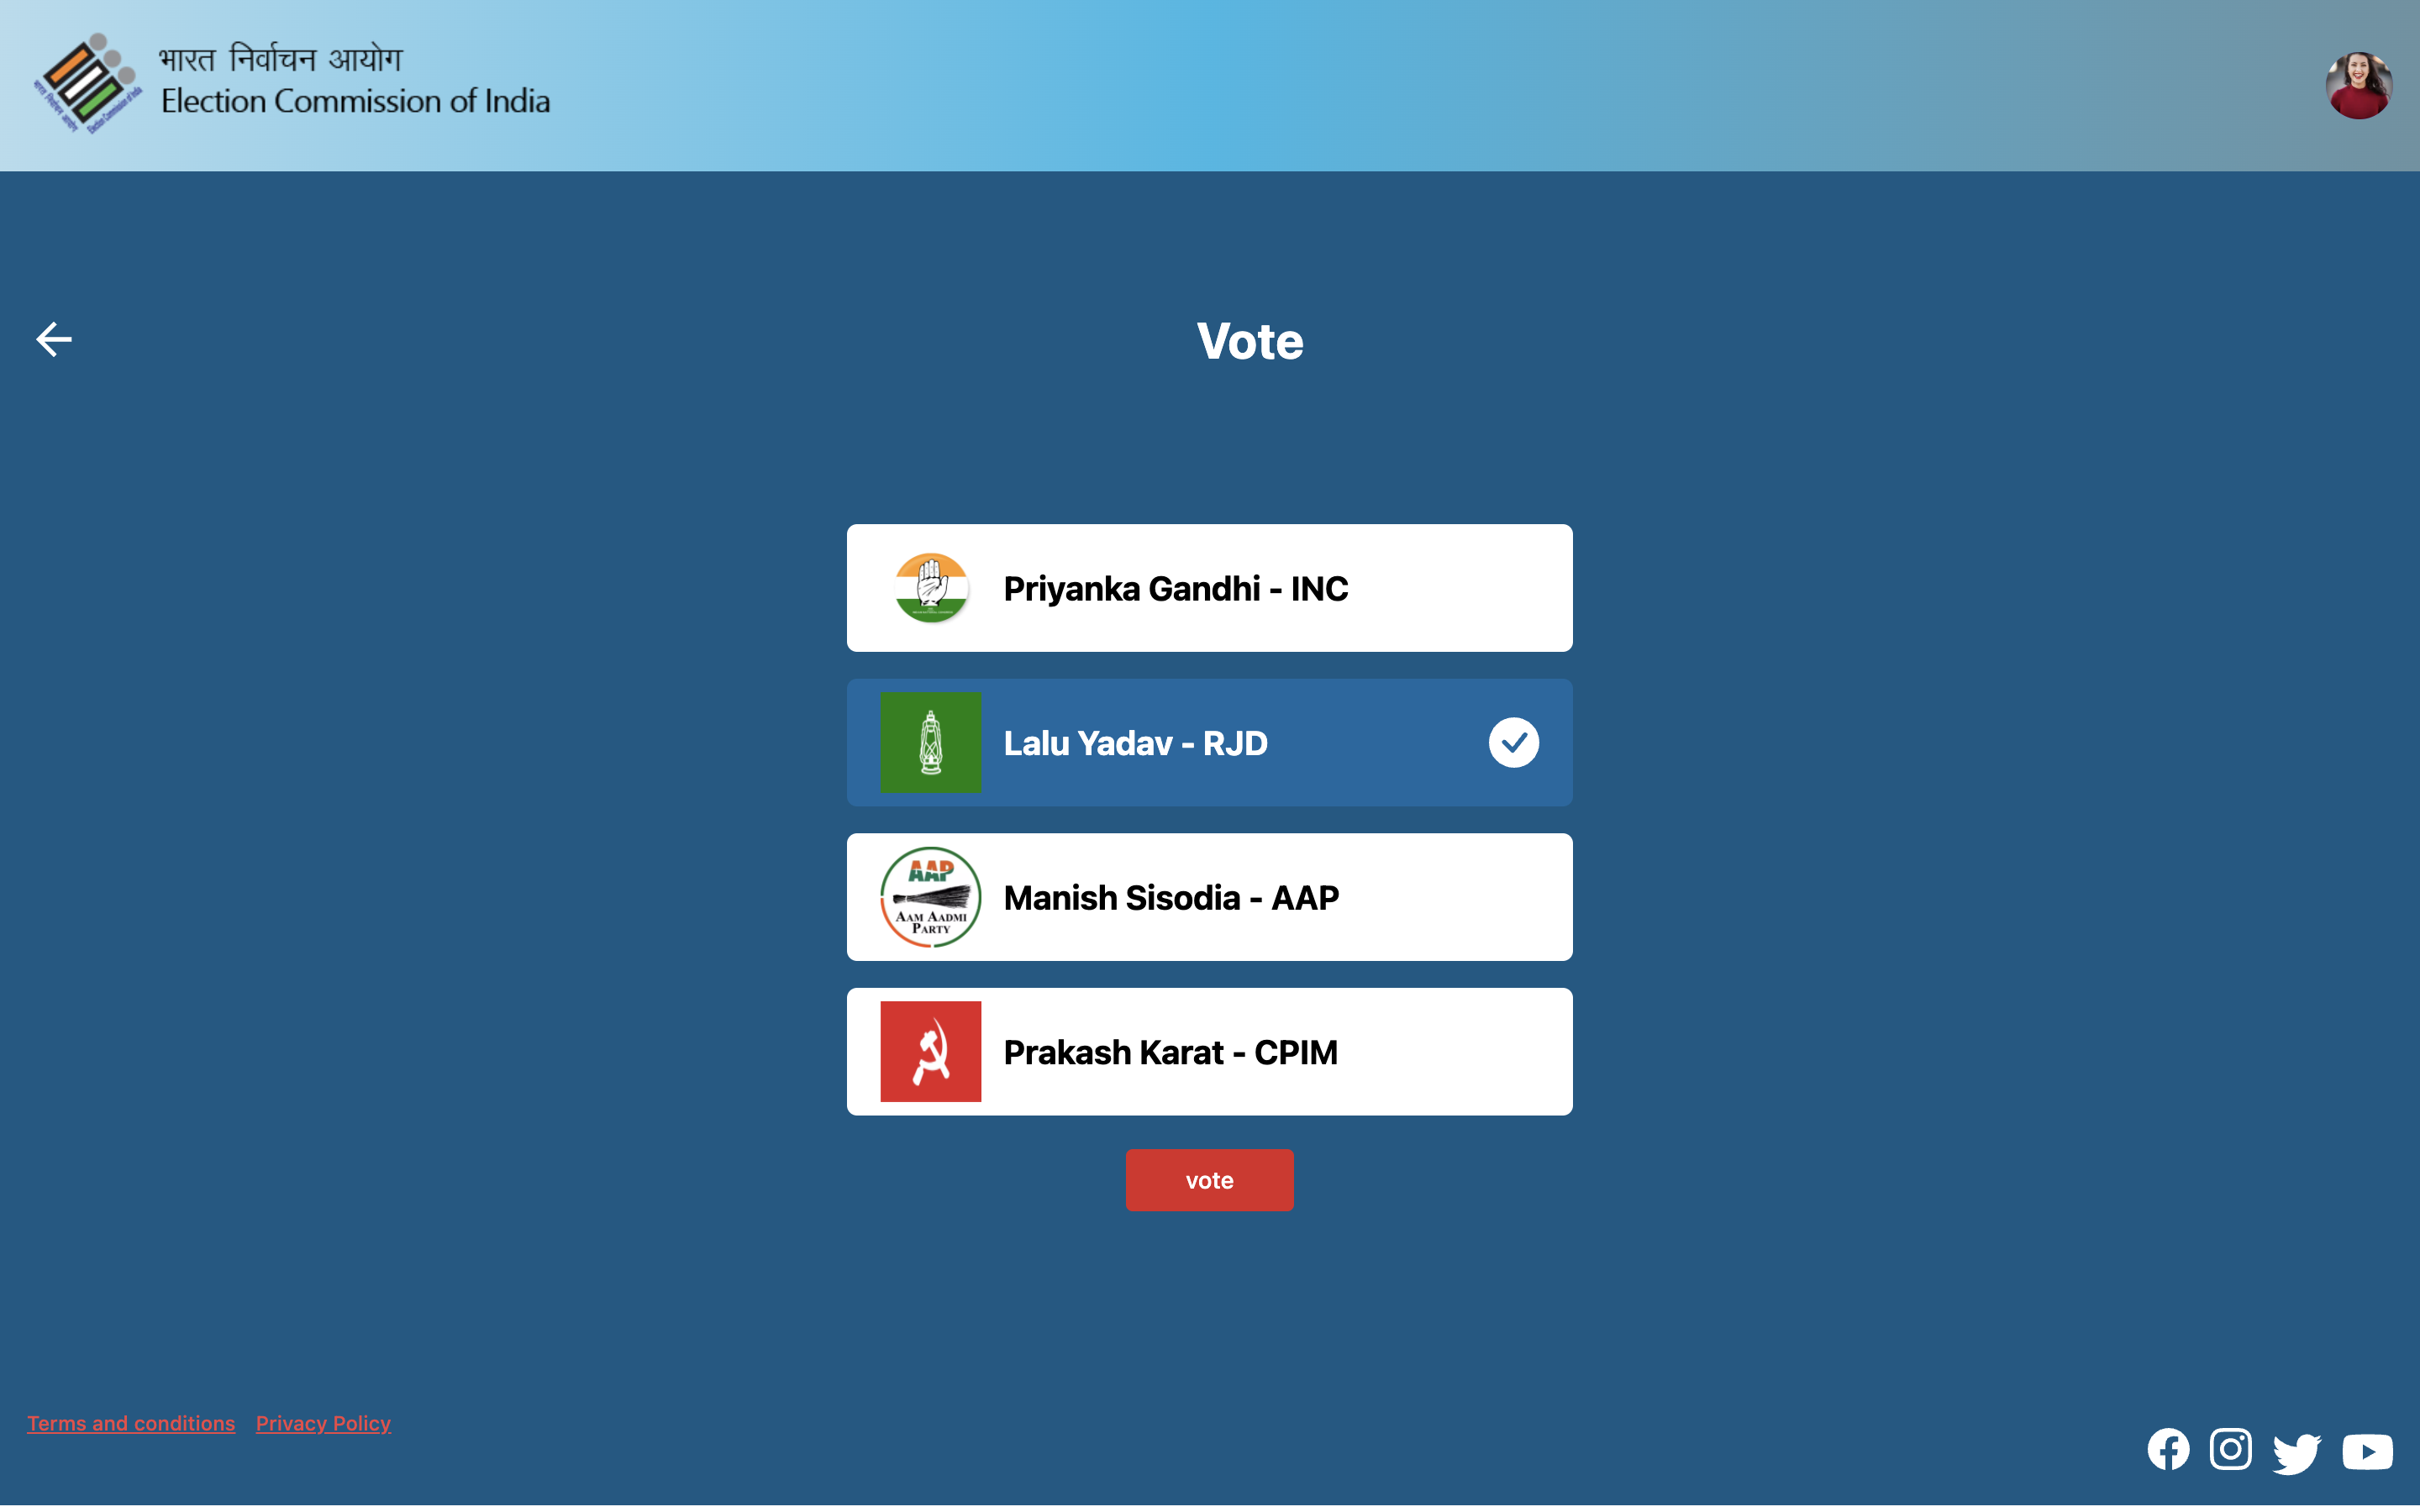 भारत निर्वाचन आयोग
Election Commission of India
Vote
Priyanka Gandhi - INC
Lalu Yadav - RJD
AAP
AAM AADMI
PARTY
Manish Sisodia - AAP
Prakash Karat - CPIM
vote
Terms and conditions Privacy Policy